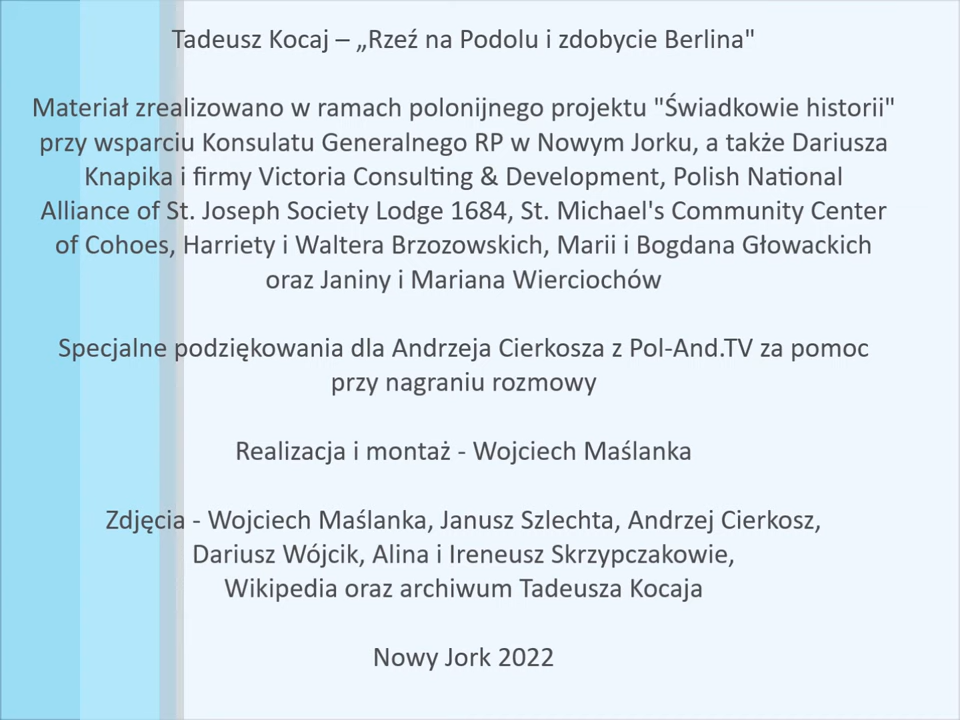 Tadeusz Kocaj – „Rzeź na Podolu i zdobycie Berlina"
Materiał zrealizowano w ramach polonijnego projektu "Świadkowie historii"
przy wsparciu Konsulatu Generalnego RP w Nowym Jorku, a także Dariusza
Knapika i firmy Victoria Consulting & Development, Polish National
Alliance of St. Joseph Society Lodge 1684, St. Michael's Community Center
of Cohoes, Harriety i Waltera Brzozowskich, Marii i Bogdana Głowackich
oraz Janiny i Mariana Wierciochów
Specjalne podziękowania dla Andrzeja Cierkosza z Pol-And.TV za pomoc
przy nagraniu rozmowy
Realizacja i montaż - Wojciech Maślanka
Zdjęcia - Wojciech Maślanka, Janusz Szlechta, Andrzej Cierkosz,
Dariusz Wójcik, Alina i Ireneusz Skrzypczakowie,
Wikipedia oraz archiwum Tadeusza Kocaja
Nowy Jork 2022